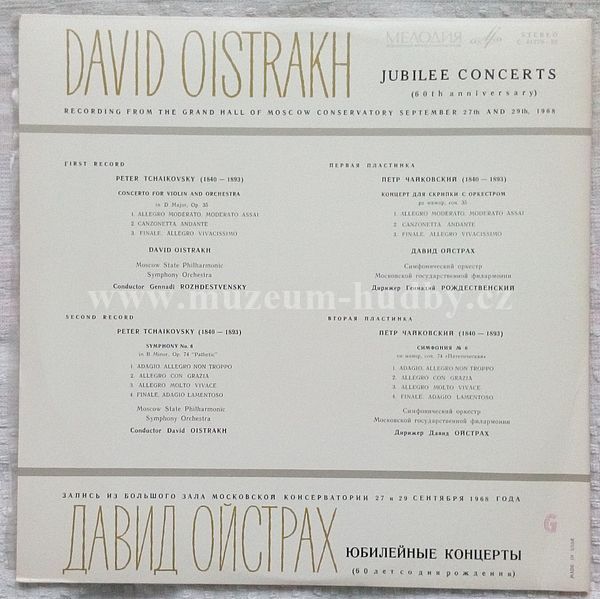 DAVID OISTRAKH
МЕЛОДИЯ
STEREO
JUBILEE CONCERTS
(60th anniversary)
RECORDING FROM THE GRAND HALL OF MOSCOW CONSERVATORY SEPTEMBER 27th AND 29th, 1968
FIRST RECORD
PETER TCHAIKOVSKY (1840 — 1893)
CONCERTO FOR VIOLIN AND ORCHESTRA
in D Major, Op. 35
1. ALLEGRO MODERATO. MODERATO ASSAI
2. CANZONETTA ANDANTE
3. FINALE. ALLEGRO VIVACISSIMO
DAVID OISTRAKH
Moscow State Philharmonic
Symphony Orchestra
Conductor Gennadi ROZHDESTVENSKY
ПЕРВАЯ ПЛАСТИНКА
ПЕТР ЧАЙКОВСКИЙ (1840 — 1893)
КОНЦЕРТ ДЛЯ СКРИПКИ С ОРКЕСТРОМ
ре мажор, соч. 35
1. ALLEGRO MODERATO. MODERATO ASSAI
2. CANZONETTA ANDANTE
3. FINALE. ALLEGRO VIVACISSIMO
ДАВИД ОЙСТРАХ
Симфонический оркестр
Московской государственной филармонии
Дирижер Геннадий РОЖДЕСТВЕНСКИЙ
www.muzeum-hudby.cz
SECOND RECORD
PETER TCHAIKOVSKY (1840 — 1893)
SYMPHONY No. 6
in B Minor, Op. 74 "Pathetic"
1. ADAGIO. ALLEGRO NON TROPPO
2. ALLEGRO CON GRAZIA
3. ALLEGRO MOLTO VIVACE
4. FINALE. ADAGIO LAMENTOSO
Moscow State Philharmonic
Symphony Orchestra
Conductor David OISTRAKH
ВТОРАЯ ПЛАСТИНКА
ПЕТР ЧАЙКОВСКИЙ (1840 — 1893)
СИМФОНИЯ № 6
си минор, соч. 74 «Патетическая»
1. ADAGIO. ALLEGRO NON TROPPO
2. ALLEGRO CON GRAZIA
3. ALLEGRO MOLTO VIVACE
4. FINALE. ADAGIO LAMENTOSO
Симфонический оркестр
Московской государственной филармонии
Дирижер Давид ОЙСТРАХ
ЗАПИСЬ ИЗ БОЛЬШОГО ЗАЛА МОСКОВСКОЙ КОНСЕРВАТОРИИ 27 и 29 СЕНТЯБРЯ 1968 ГОДА
ДАВИД ОЙСТРАХ
ЮБИЛЕЙНЫЕ КОНЦЕРТЫ
(60 лет со дня рождения)
G
MADE IN USSR